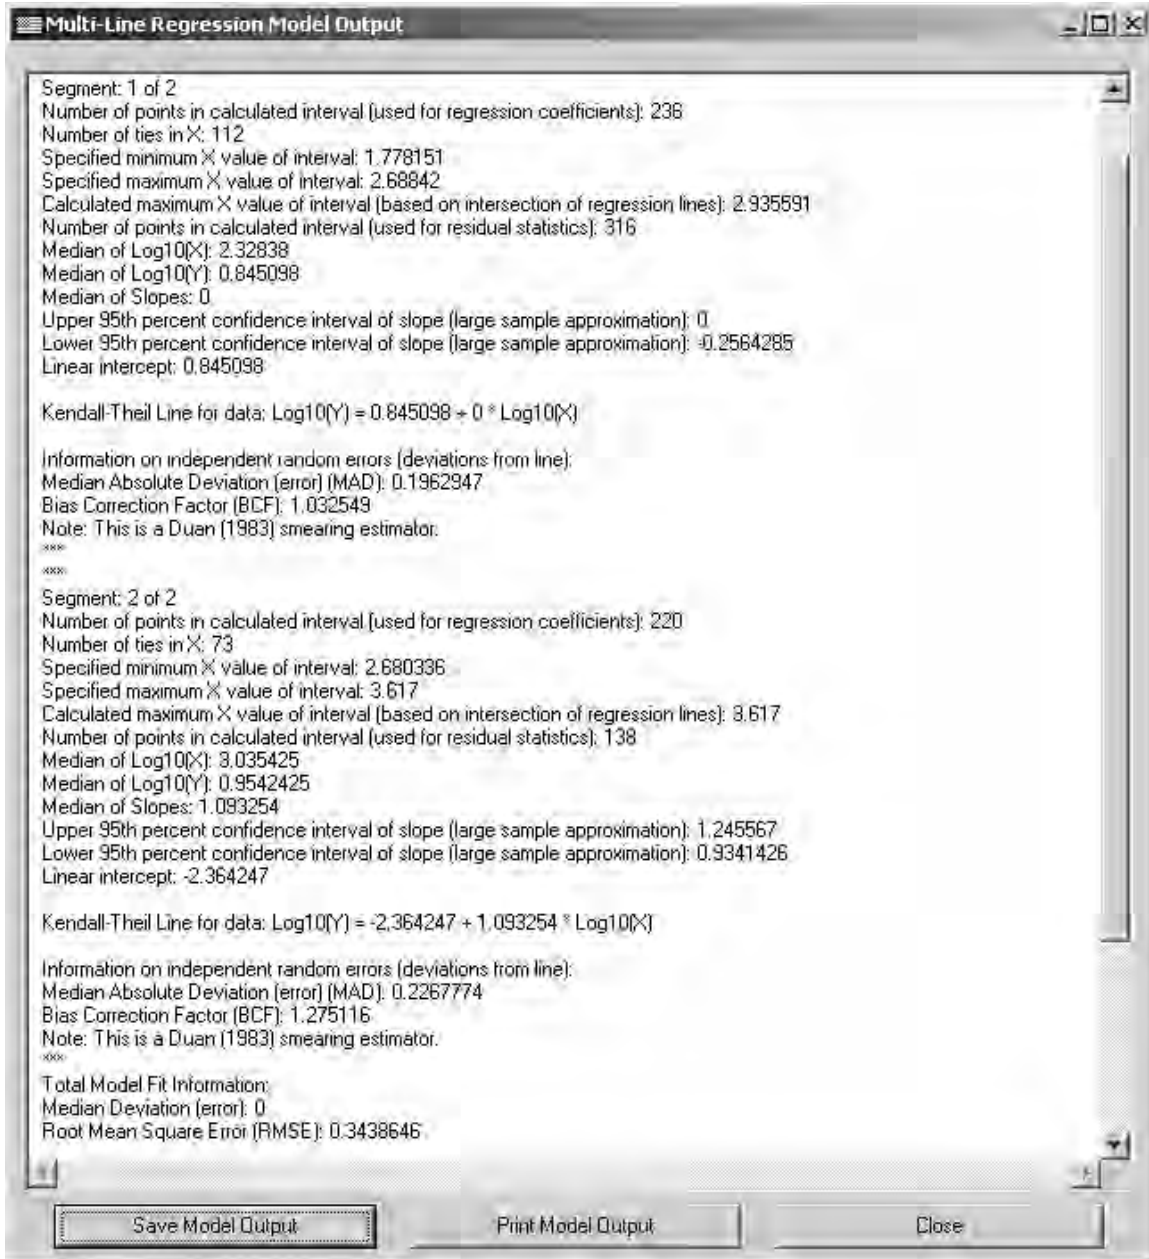 Multi-Line Regression Model Output
Segment: 1 of 2
Number of points in calculated interval (used for regression coefficients): 236
Number of ties in X: 112
Specified minimum X value of interval: 1.778151
Specified maximum X value of interval: 2.68842
Calculated maximum X value of interval (based on intersection of regression lines): 2.935591
Number of points in calculated interval (used for residual statistics): 316
Median of Log10(X): 2.32838
Median of Log10(Y): 0.845098
Median of Slopes: 0
Upper 95th percent confidence interval of slope (large sample approximation): 0
Lower 95th percent confidence interval of slope (large sample approximation): -0.2564285
Linear intercept: 0.845098
Kendall-Theil Line for data: Log10(Y) = 0.845098 + 0 * Log10(X)
Information on independent random errors (deviations from line):
Median Absolute Deviation (error) (MAD): 0.1962947
Bias Correction Factor (BCF): 1.032549
Note: This is a Duan (1983) smearing estimator.
***
***
Segment: 2 of 2
Number of points in calculated interval (used for regression coefficients): 220
Number of ties in X: 73
Specified minimum X value of interval: 2.680336
Specified maximum X value of interval: 3.617
Calculated maximum X value of interval (based on intersection of regression lines): 3.617
Number of points in calculated interval (used for residual statistics): 138
Median of Log10(X): 3.035425
Median of Log10(Y): 0.9542425
Median of Slopes: 1.093254
Upper 95th percent confidence interval of slope (large sample approximation): 1.245567
Lower 95th percent confidence interval of slope (large sample approximation): 0.9341426
Linear intercept: -2.364247
Kendall-Theil Line for data: Log10(Y) = -2.364247 + 1.093254 * Log10(X)
Information on independent random errors (deviations from line):
Median Absolute Deviation (error) (MAD): 0.2267774
Bias Correction Factor (BCF): 1.275116
Note: This is a Duan (1983) smearing estimator.
***
Total Model Fit Information:
Median Deviation (error): 0
Root Mean Square Error (RMSE): 0.3438646
Save Model Output
Print Model Output
Close